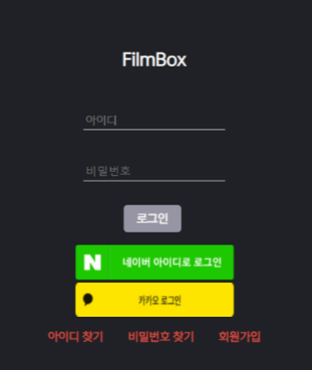 FilmBox
아이디
비밀번호
로그인
N 네이버 아이디로 로그인
카카오 로그인
아이디 찾기 비밀번호 찾기 회원가입